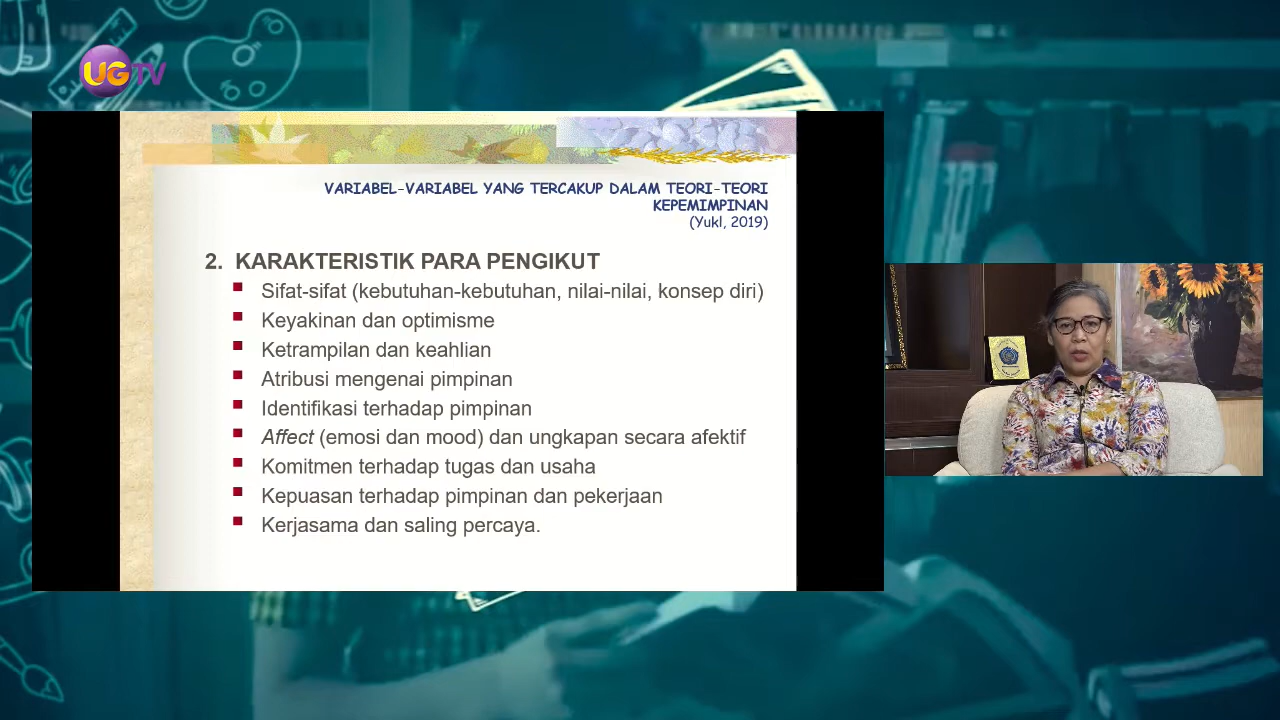 UGTV
VARIABEL-VARIABEL YANG TERCAKUP DALAM TEORI-TEORI
KEPEMIMPINAN
(Yukl, 2019)
2. KARAKTERISTIK PARA PENGIKUT
Sifat-sifat (kebutuhan-kebutuhan, nilai-nilai, konsep diri)
Keyakinan dan optimisme
Ketrampilan dan keahlian
Atribusi mengenai pimpinan
Identifikasi terhadap pimpinan
Affect (emosi dan mood) dan ungkapan secara afektif
Komitmen terhadap tugas dan usaha
Kepuasan terhadap pimpinan dan pekerjaan
Kerjasama dan saling percaya.